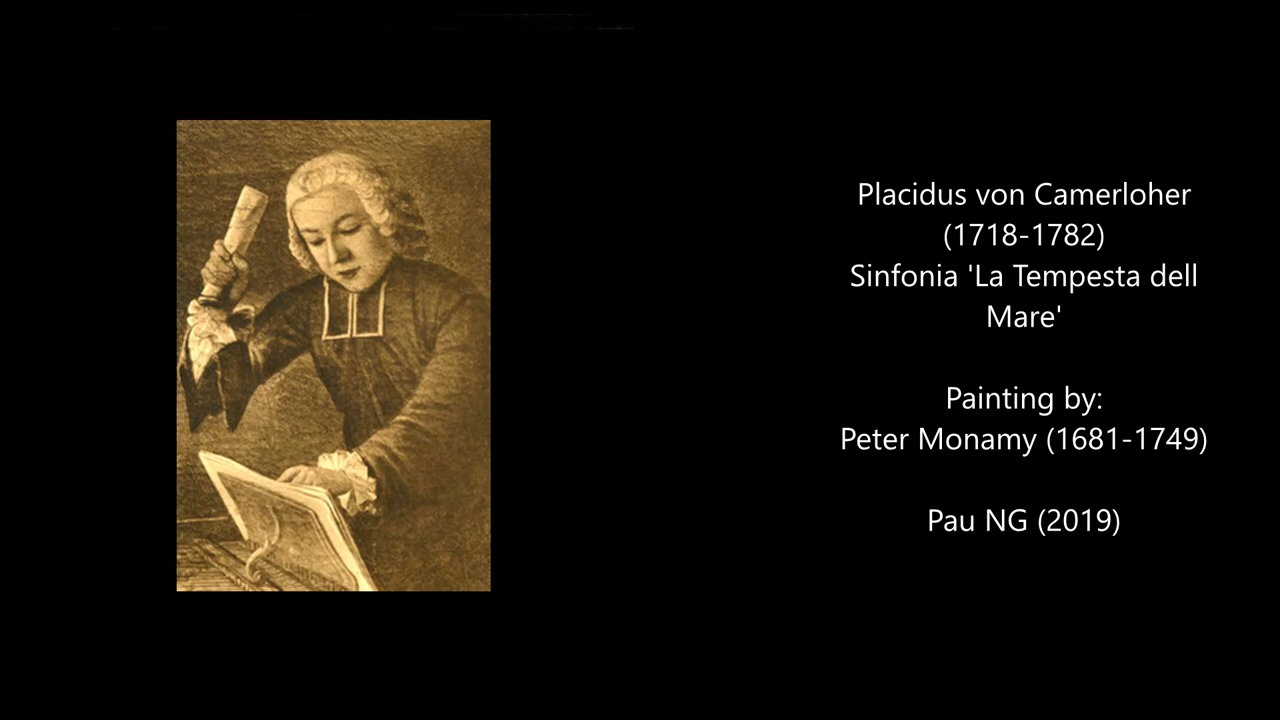 Placidus von Camerloher
(1718-1782)
Sinfonia 'La Tempesta dell
Mare'
Painting by:
Peter Monamy (1681-1749)
Pau NG (2019)